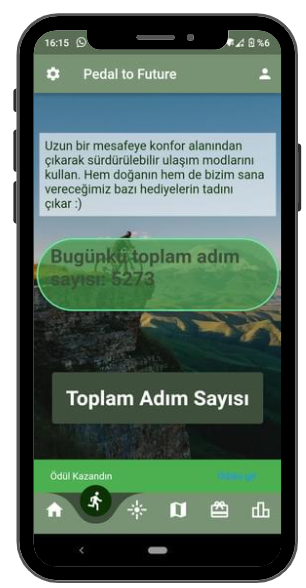 16:15 %6
Pedal to Future
Uzun bir mesafeye konfor alanından
çıkarak sürdürülebilir ulaşım modlarını
kullan. Hem doğanın hem de bizim sana
vereceğimiz bazı hediyelerin tadını
çıkar :)
Bugünkü toplam adım
sayısı: 5273
Toplam Adım Sayısı
Ödül Kazandın